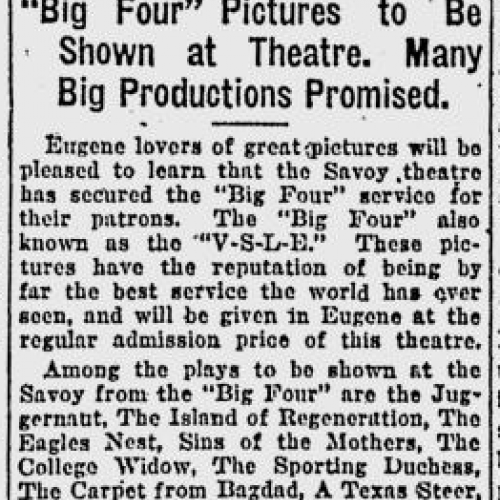 "Big Four" Pictures to Be
Shown at Theatre. Many
Big Productions Promised.
Eugene lovers of great pictures will be
pleased to learn that the Savoy theatre
has secured the "Big Four" service for
their patrons. The "Big Four" also
known as the "V-S-L-E." These pic-
tures have the reputation of being by
far the best service the world has ever
seen, and will be given in Eugene at the
regular admission price of this theatre.
Among the plays to be shown at the
Savoy from the "Big Four" are the Jug-
gernaut, The Island of Regeneration, The
Eagles Nest, Sins of the Mothers, The
College Widow, The Sporting Duchess,
The Carpet from Bagdad, A Texas Steer,